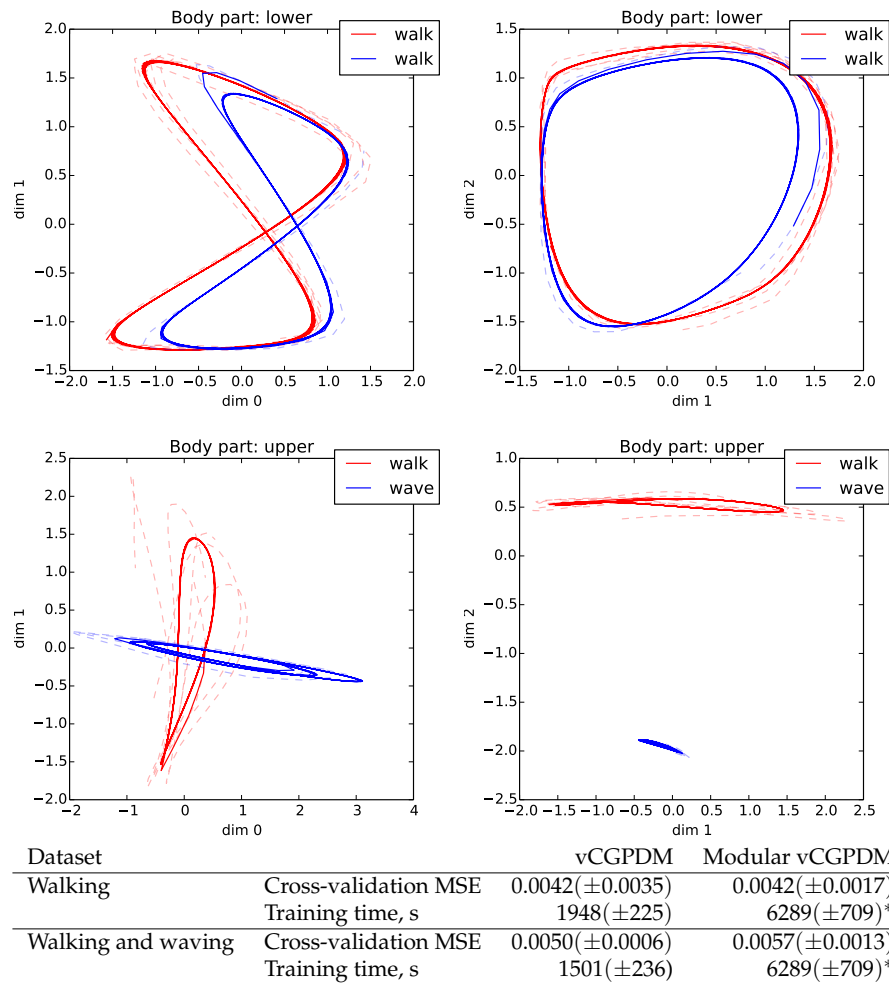 Body part: lower
walk
walk
2.0
1.5
1.0
0.5
0.0
−0.5
−1.0
−1.5
dim 1
−2.0 −1.5 −1.0 −0.5 0.0 0.5 1.0 1.5 2.0
dim 0
Body part: lower
walk
walk
1.5
1.0
0.5
0.0
−0.5
−1.0
−1.5
−2.0
dim 2
−1.5 −1.0 −0.5 0.0 0.5 1.0 1.5 2.0
dim 1
Body part: upper
walk
wave
2.5
2.0
1.5
1.0
0.5
0.0
−0.5
−1.0
−1.5
−2.0
dim 1
−2 −1 0 1 2 3 4
dim 0
Body part: upper
walk
wave
1.0
0.5
0.0
−0.5
−1.0
−1.5
−2.0
−2.5
dim 2
−2.0 −1.5 −1.0 −0.5 0.0 0.5 1.0 1.5 2.0 2.5
dim 1
Dataset vCGPDM Modular vCGPDM
Walking Cross-validation MSE 0.0042(±0.0035) 0.0042(±0.0017)
Training time, s 1948(±225) 6289(±709)*
Walking and waving Cross-validation MSE 0.0050(±0.0006) 0.0057(±0.0013)
Training time, s 1501(±236) 6289(±709)*